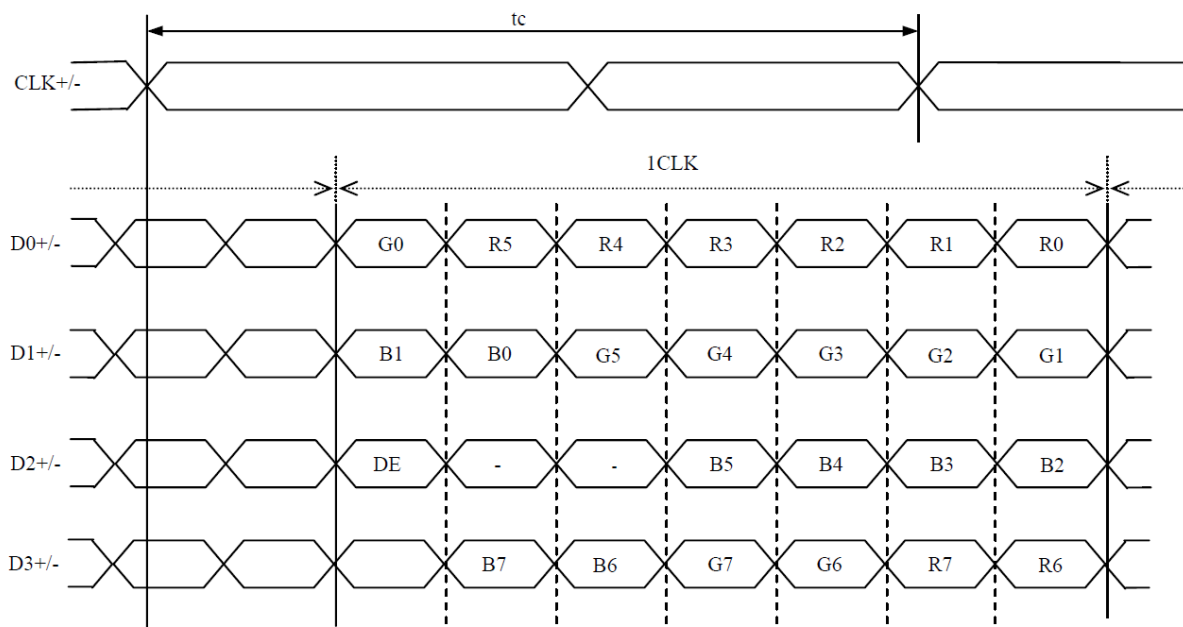 tc
CLK+/-
1CLK
D0+/- G0 R5 R4 R3 R2 R1 R0
D1+/- B1 B0 G5 G4 G3 G2 G1
D2+/- DE - - B5 B4 B3 B2
D3+/- B7 B6 G7 G6 R7 R6